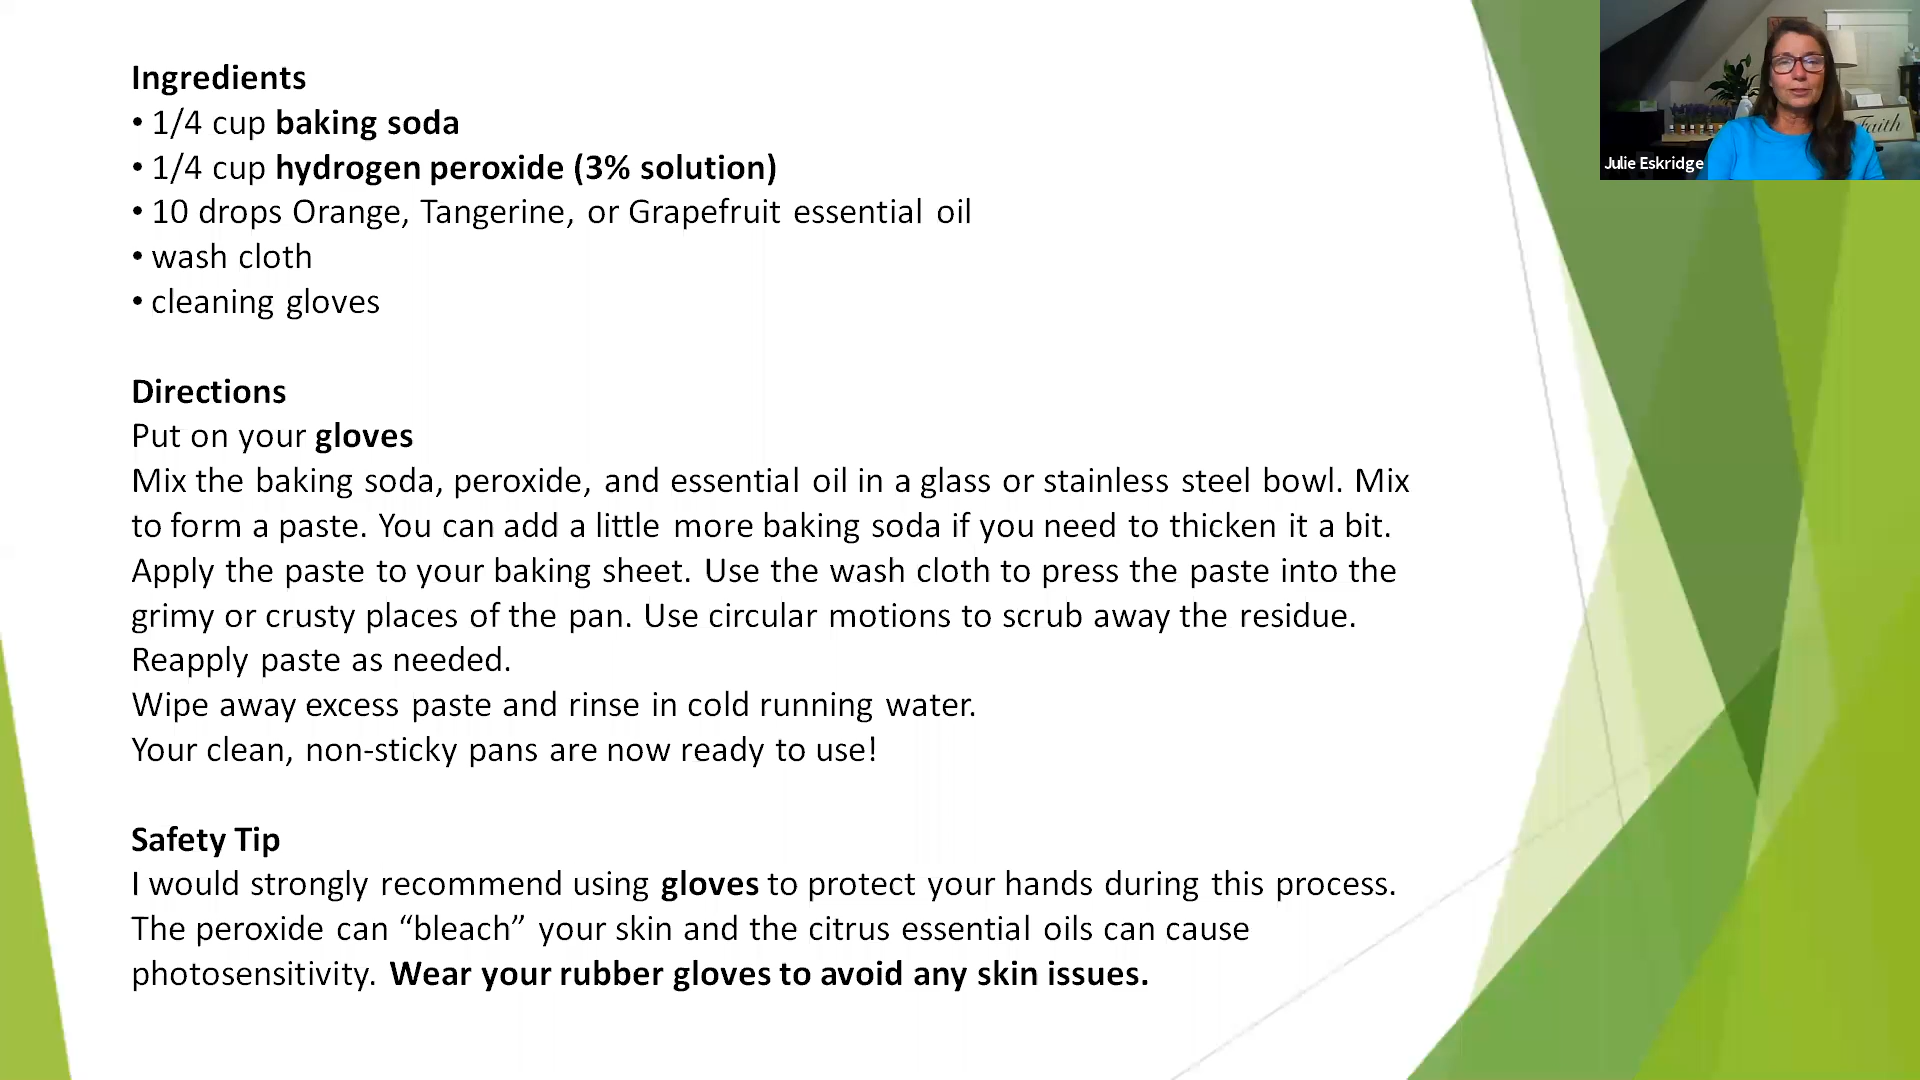 Ingredients
• 1/4 cup baking soda
• 1/4 cup hydrogen peroxide (3% solution)
• 10 drops Orange, Tangerine, or Grapefruit essential oil
• wash cloth
• cleaning gloves
Directions
Put on your gloves
Mix the baking soda, peroxide, and essential oil in a glass or stainless steel bowl. Mix
to form a paste. You can add a little more baking soda if you need to thicken it a bit.
Apply the paste to your baking sheet. Use the wash cloth to press the paste into the
grimy or crusty places of the pan. Use circular motions to scrub away the residue.
Reapply paste as needed.
Wipe away excess paste and rinse in cold running water.
Your clean, non-sticky pans are now ready to use!
Safety Tip
I would strongly recommend using gloves to protect your hands during this process.
The peroxide can “bleach” your skin and the citrus essential oils can cause
photosensitivity. Wear your rubber gloves to avoid any skin issues.
Faith
Julie Eskridge